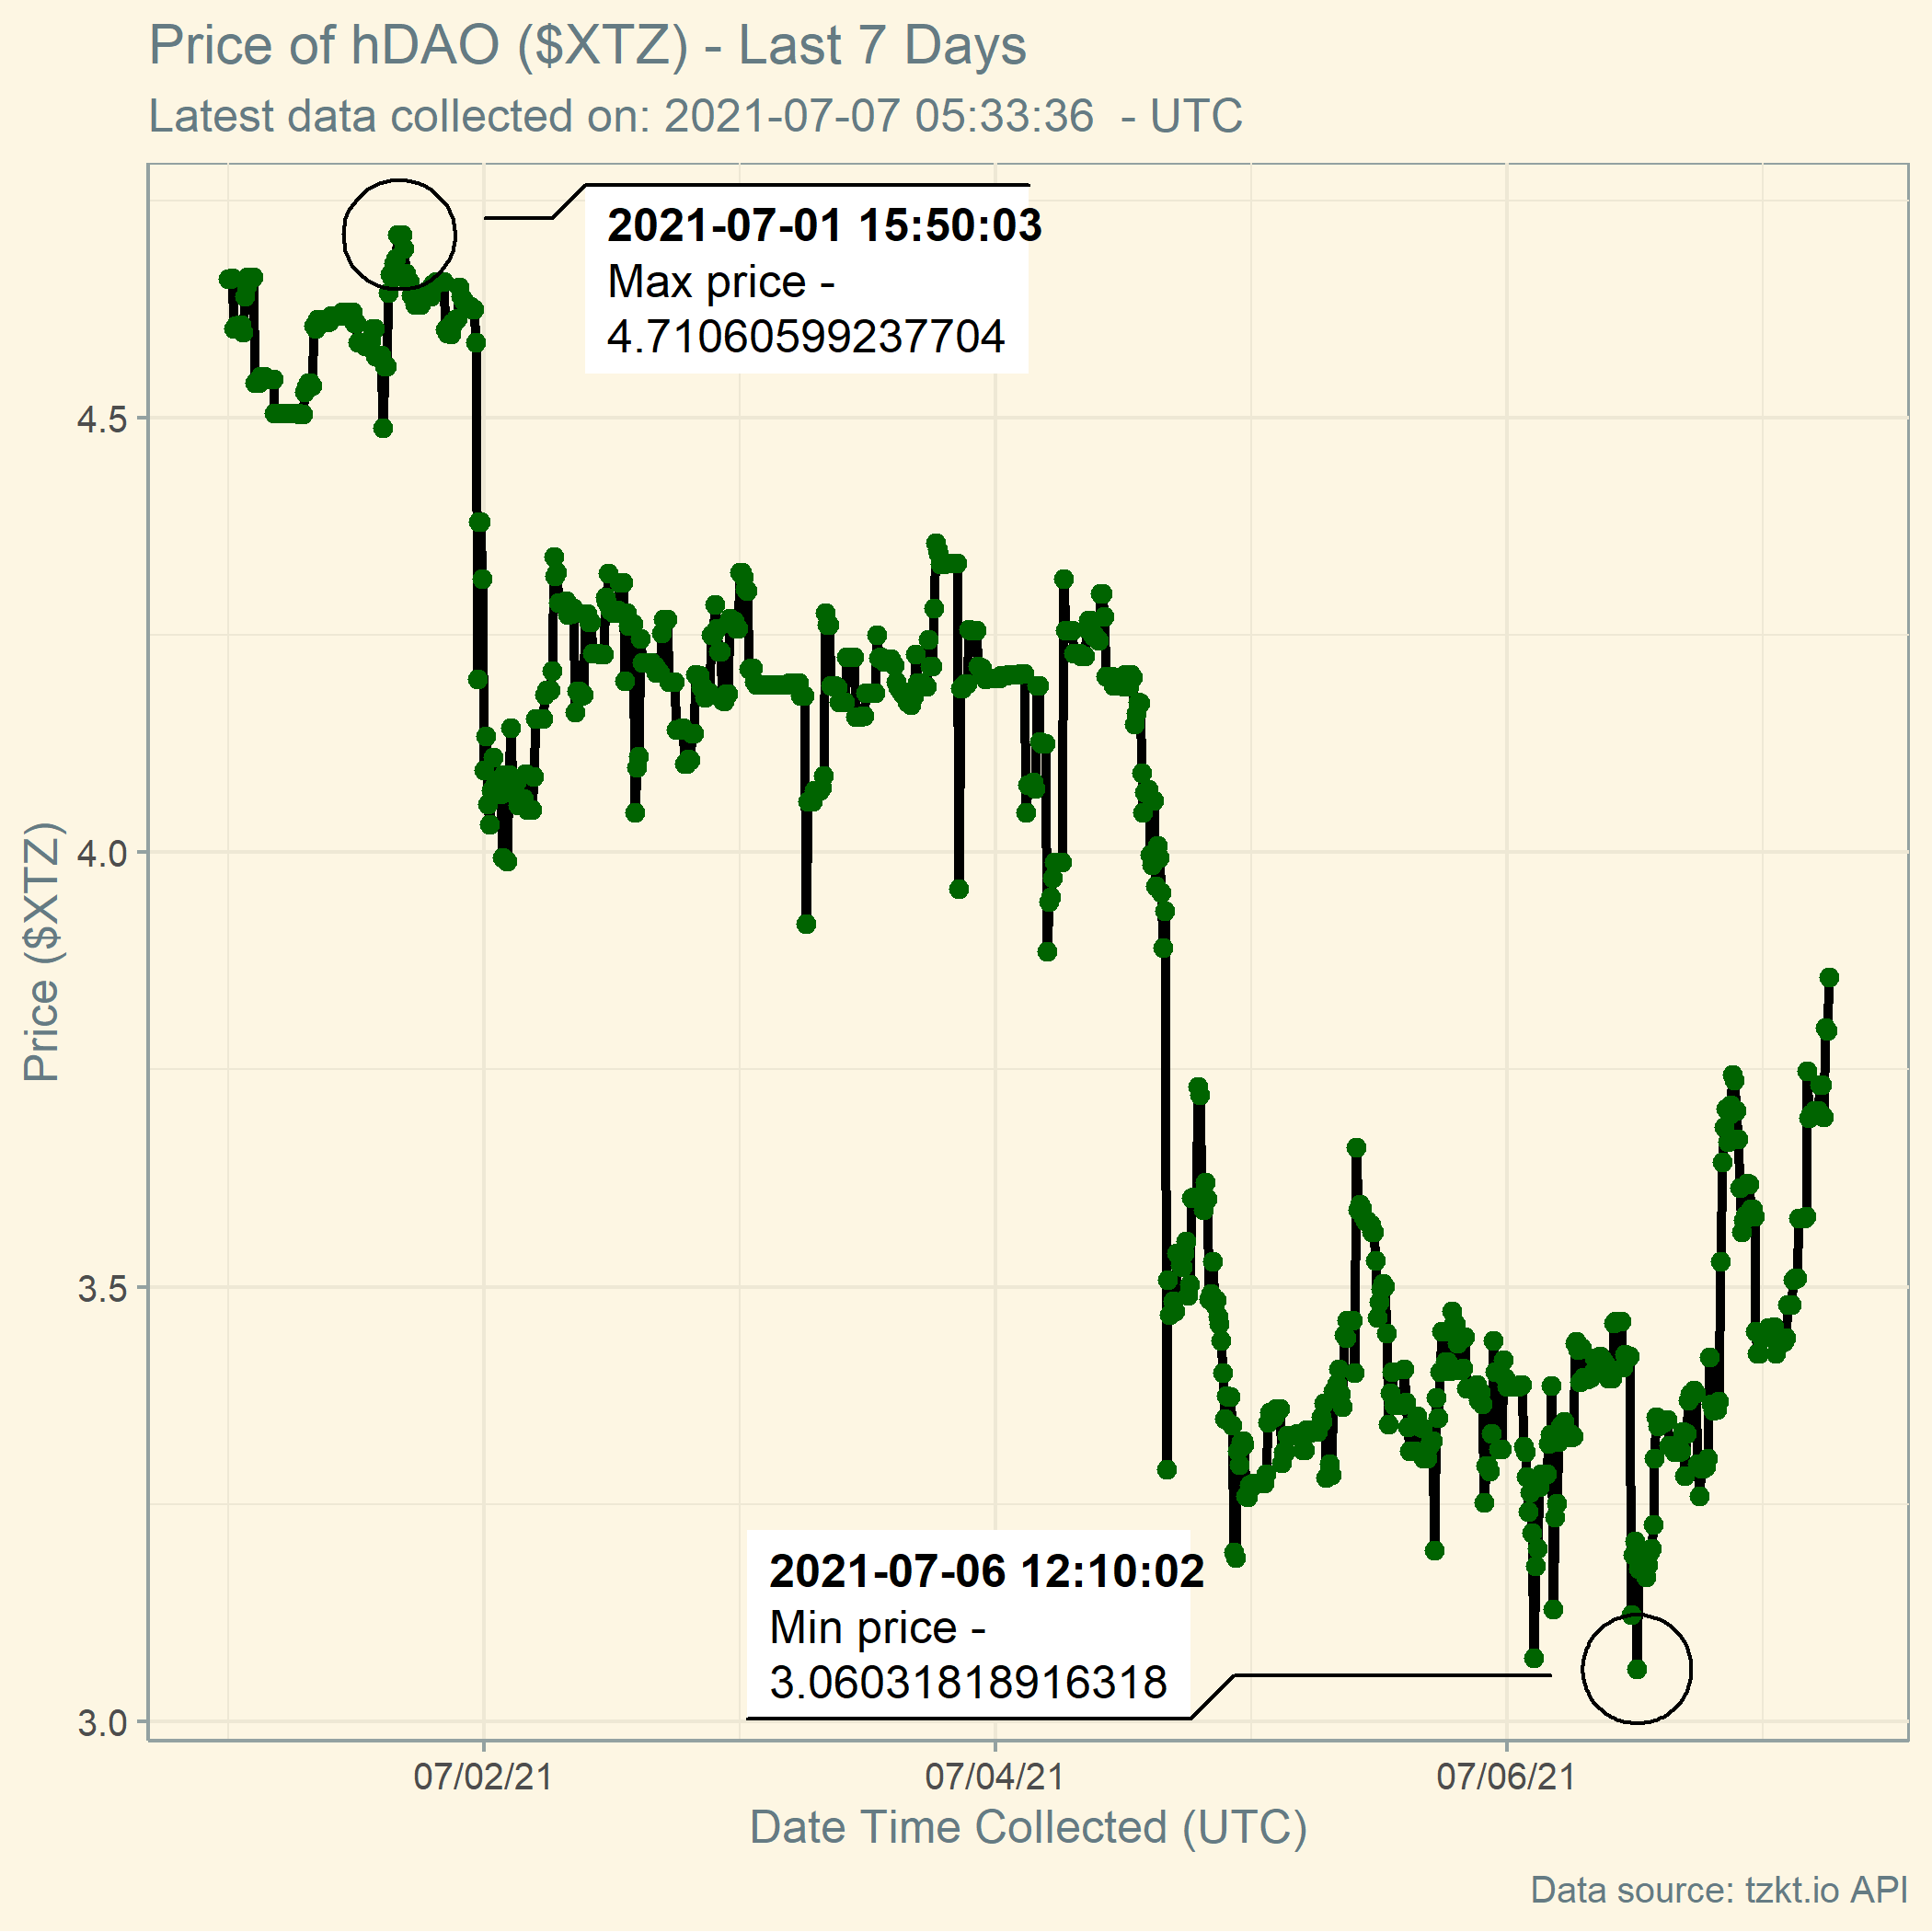 Price of hDAO ($XTZ) - Last 7 Days
Latest data collected on: 2021-07-07 05:33:36  - UTC
2021-07-01 15:50:03
Max price -
4.71060599237704
4.5
4.0
3.5
3.0
Price ($XTZ)
2021-07-06 12:10:02
Min price -
3.06031818916318
07/02/21
07/04/21
07/06/21
Date Time Collected (UTC)
Data source: tzkt.io API